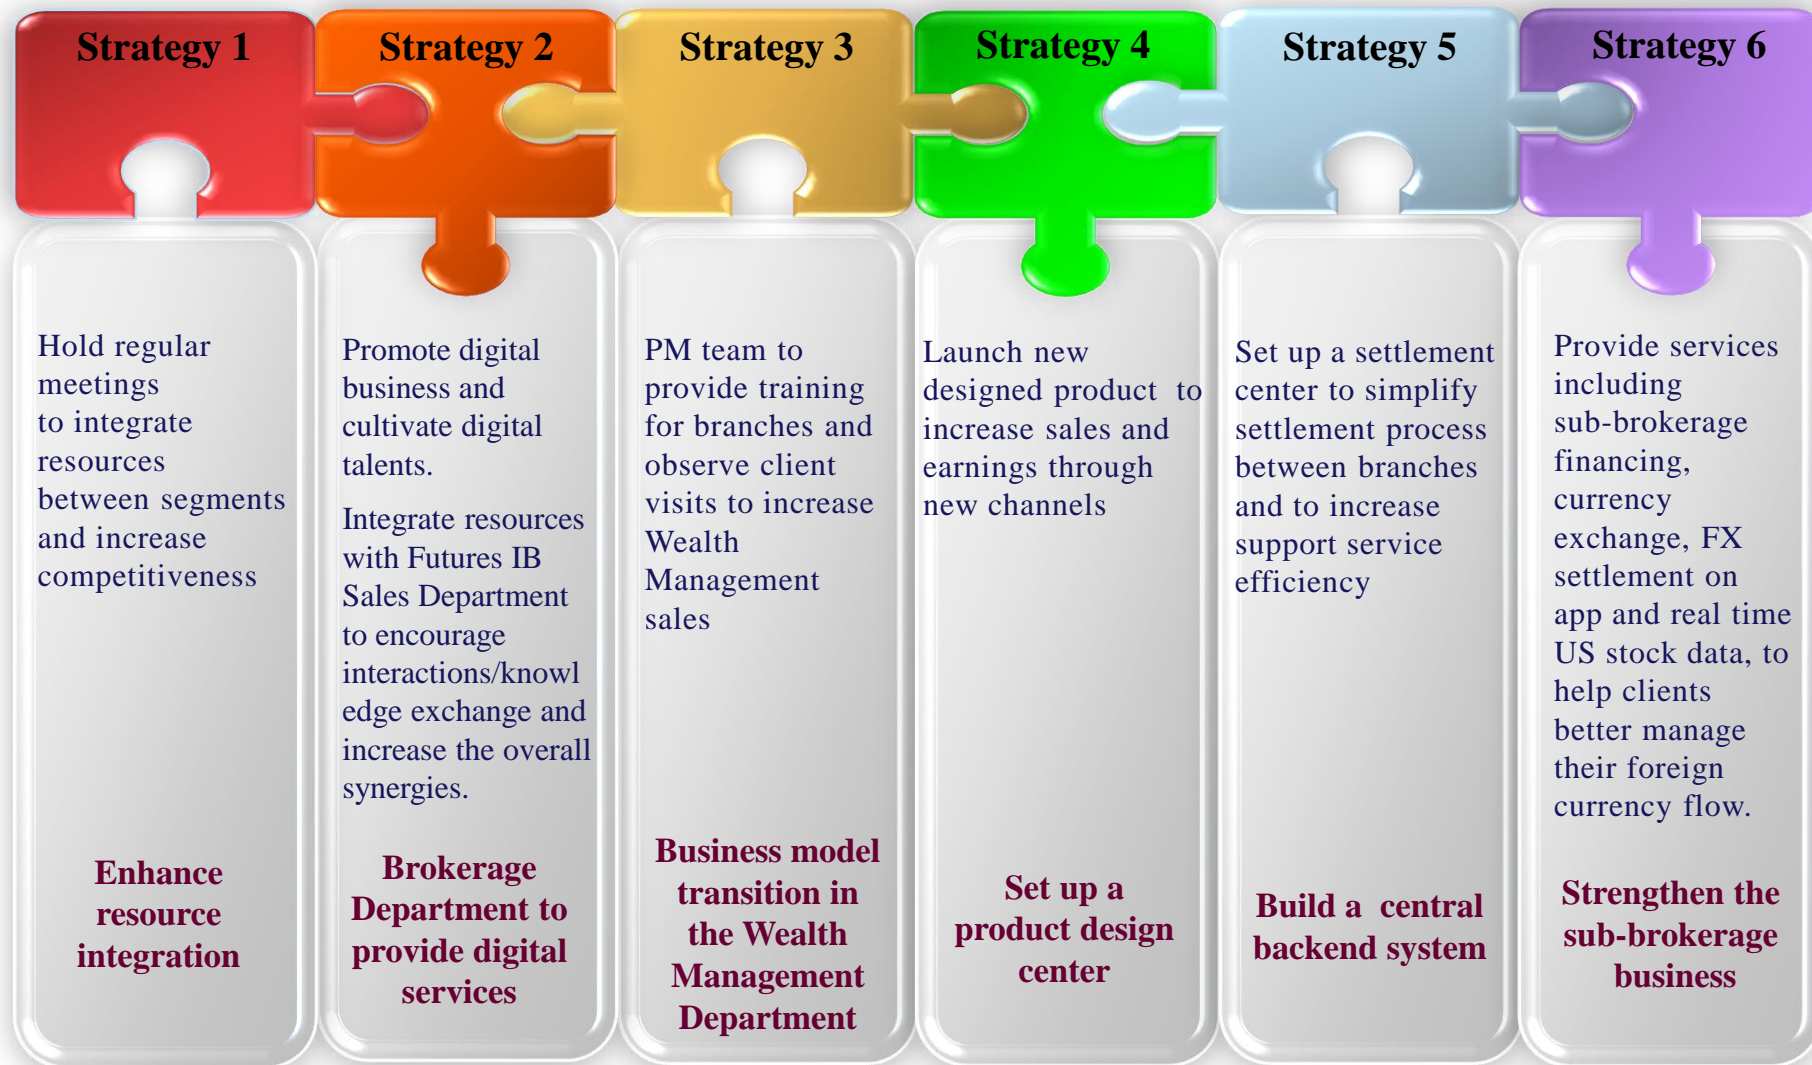 Strategy 1
Hold regular
meetings
to integrate
resources
between segments
and increase
competitiveness
Enhance
resource
integration
Strategy 2
Promote digital
business and
cultivate digital
talents.
Integrate resources
with Futures IB
Sales Department
to encourage
interactions/knowl
edge exchange and
increase the overall
synergies.
Brokerage
Department to
provide digital
services
Strategy 3
PM team to
provide training
for branches and
observe client
visits to increase
Wealth
Management
sales
Business model
transition in
the Wealth
Management
Department
Strategy 4
Launch new
designed product to
increase sales and
earnings through
new channels
Set up a
product design
center
Strategy 5
Set up a settlement
center to simplify
settlement process
between branches
and to increase
support service
efficiency
Build a central
backend system
Strategy 6
Provide services
including
sub-brokerage
financing,
currency
exchange, FX
settlement on
app and real time
US stock data, to
help clients
better manage
their foreign
currency flow.
Strengthen the
sub-brokerage
business